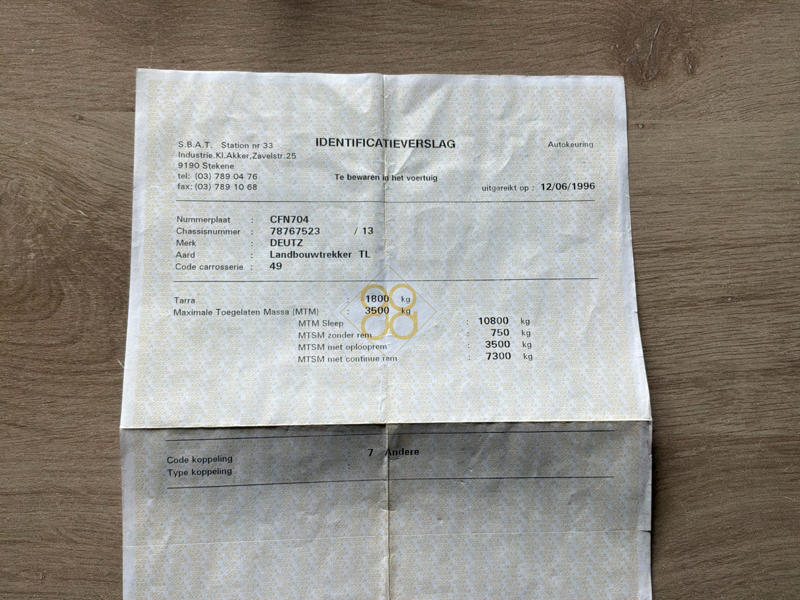 S.B.A.T. Station nr 33
IDENTIFICATIEVERSLAG
Autokeuring
Industrie.Kl.Akker,Zavelstr.25
9190 Stekene
tel: (03) 789 04 76
Te bewaren in het voertuig
fax: (03) 789 10 68
uitgereikt op : 12/06/1996
Nummerplaat : CFN704
Chassisnummer : 78767523 / 13
Merk : DEUTZ
Aard : Landbouwtrekker TL
Code carrosserie : 49
Tarra : 1800 kg
Maximale Toegelaten Massa (MTM) : 3500 kg
MTM Sleep : 10800 kg
MTSM zonder rem : 750 kg
MTSM met oplooprem : 3500 kg
MTSM met continue rem : 7300 kg
Code koppeling : 7 Andere
Type koppeling :